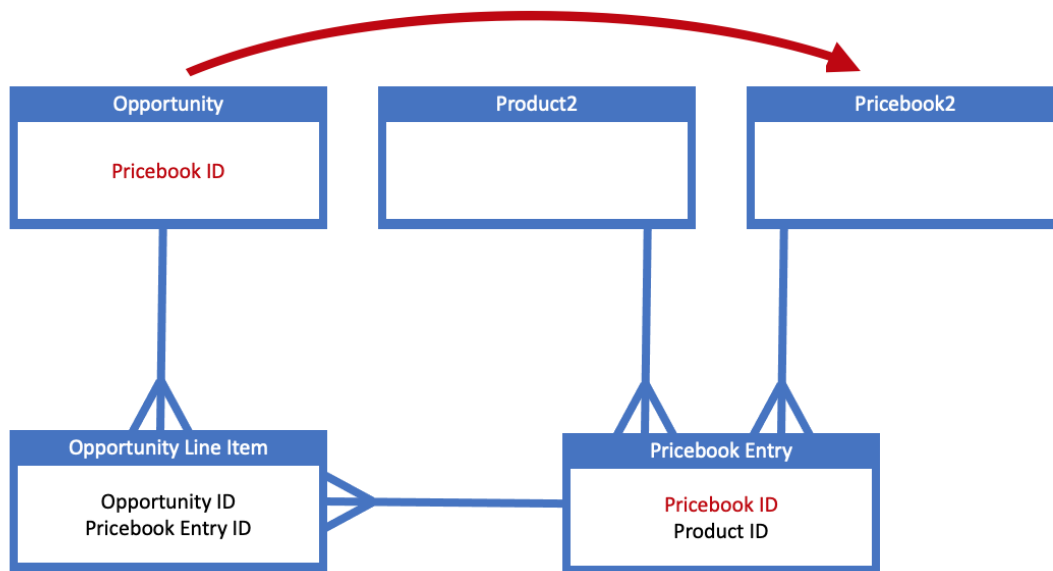 Opportunity
Pricebook ID
Product2
Pricebook2
Opportunity Line Item
Opportunity ID
Pricebook Entry ID
Pricebook Entry
Pricebook ID
Product ID